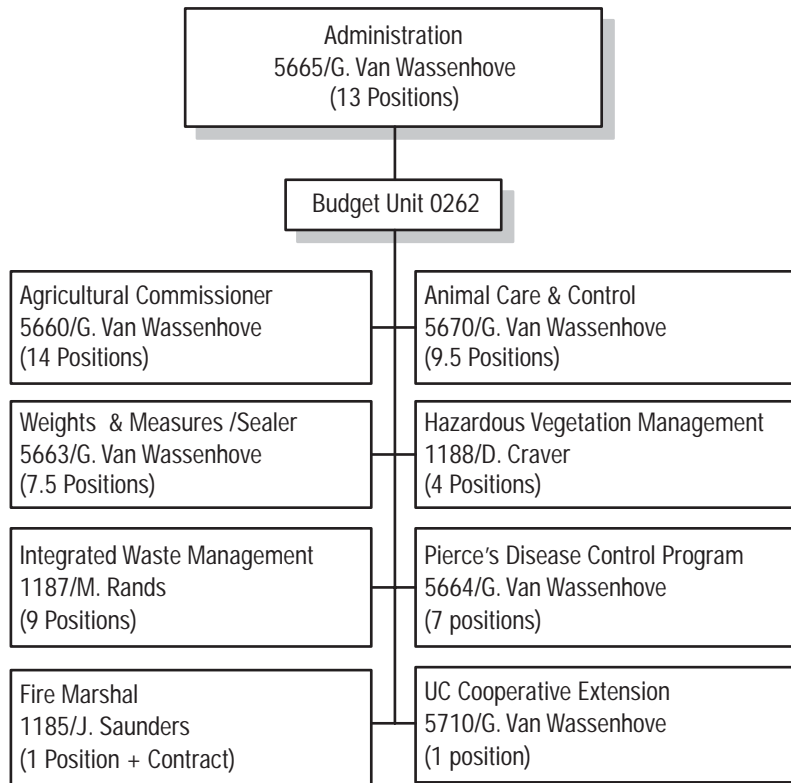 Administration
5665/G. Van Wassenhove
(13 Positions)
Budget Unit 0262
Agricultural Commissioner
5660/G. Van Wassenhove
(14 Positions)
Animal Care & Control
5670/G. Van Wassenhove
(9.5 Positions)
Weights & Measures /Sealer
5663/G. Van Wassenhove
(7.5 Positions)
Hazardous Vegetation Management
1188/D. Craver
(4 Positions)
Integrated Waste Management
1187/M. Rands
(9 Positions)
Pierce's Disease Control Program
5664/G. Van Wassenhove
(7 positions)
Fire Marshal
1185/J. Saunders
(1 Position + Contract)
UC Cooperative Extension
5710/G. Van Wassenhove
(1 position)